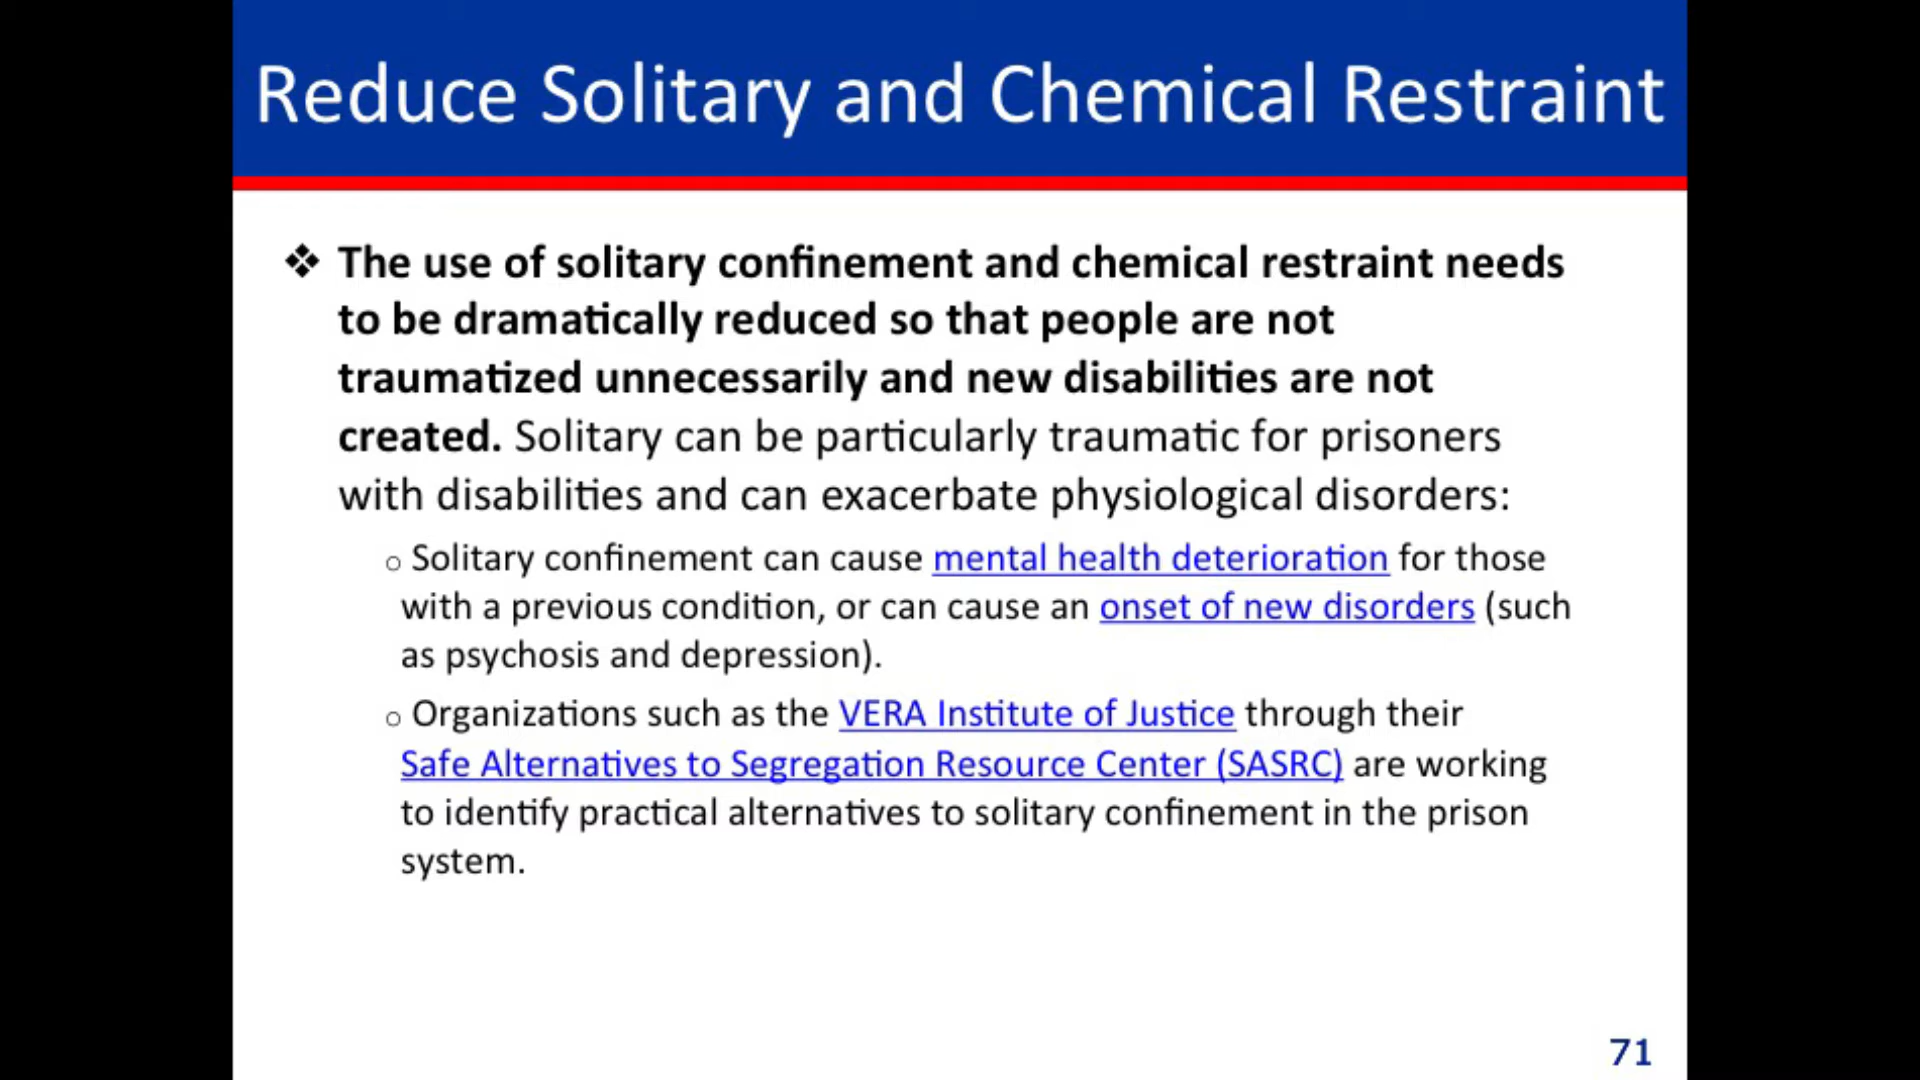 Reduce Solitary and Chemical Restraint
❖ The use of solitary confinement and chemical restraint needs
to be dramatically reduced so that people are not
traumatized unnecessarily and new disabilities are not
created. Solitary can be particularly traumatic for prisoners
with disabilities and can exacerbate physiological disorders:
o Solitary confinement can cause mental health deterioration for those
with a previous condition, or can cause an onset of new disorders (such
as psychosis and depression).
o Organizations such as the VERA Institute of Justice through their
Safe Alternatives to Segregation Resource Center (SASRC) are working
to identify practical alternatives to solitary confinement in the prison
system.
71